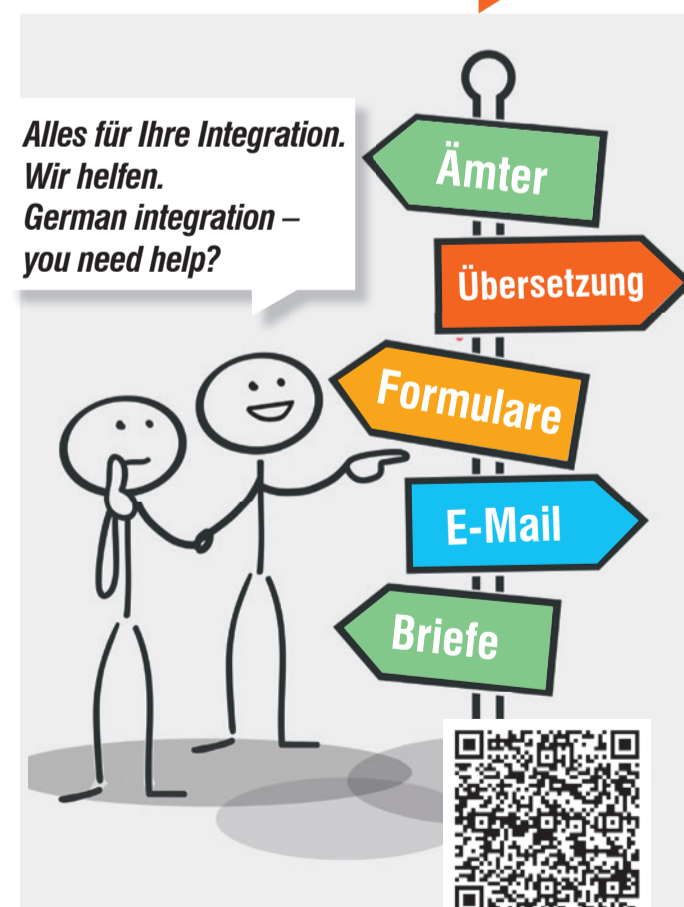 Alles für Ihre Integration.
Wir helfen.
German integration –
you need help?
Ämter
Übersetzung
Formulare
E-Mail
Briefe